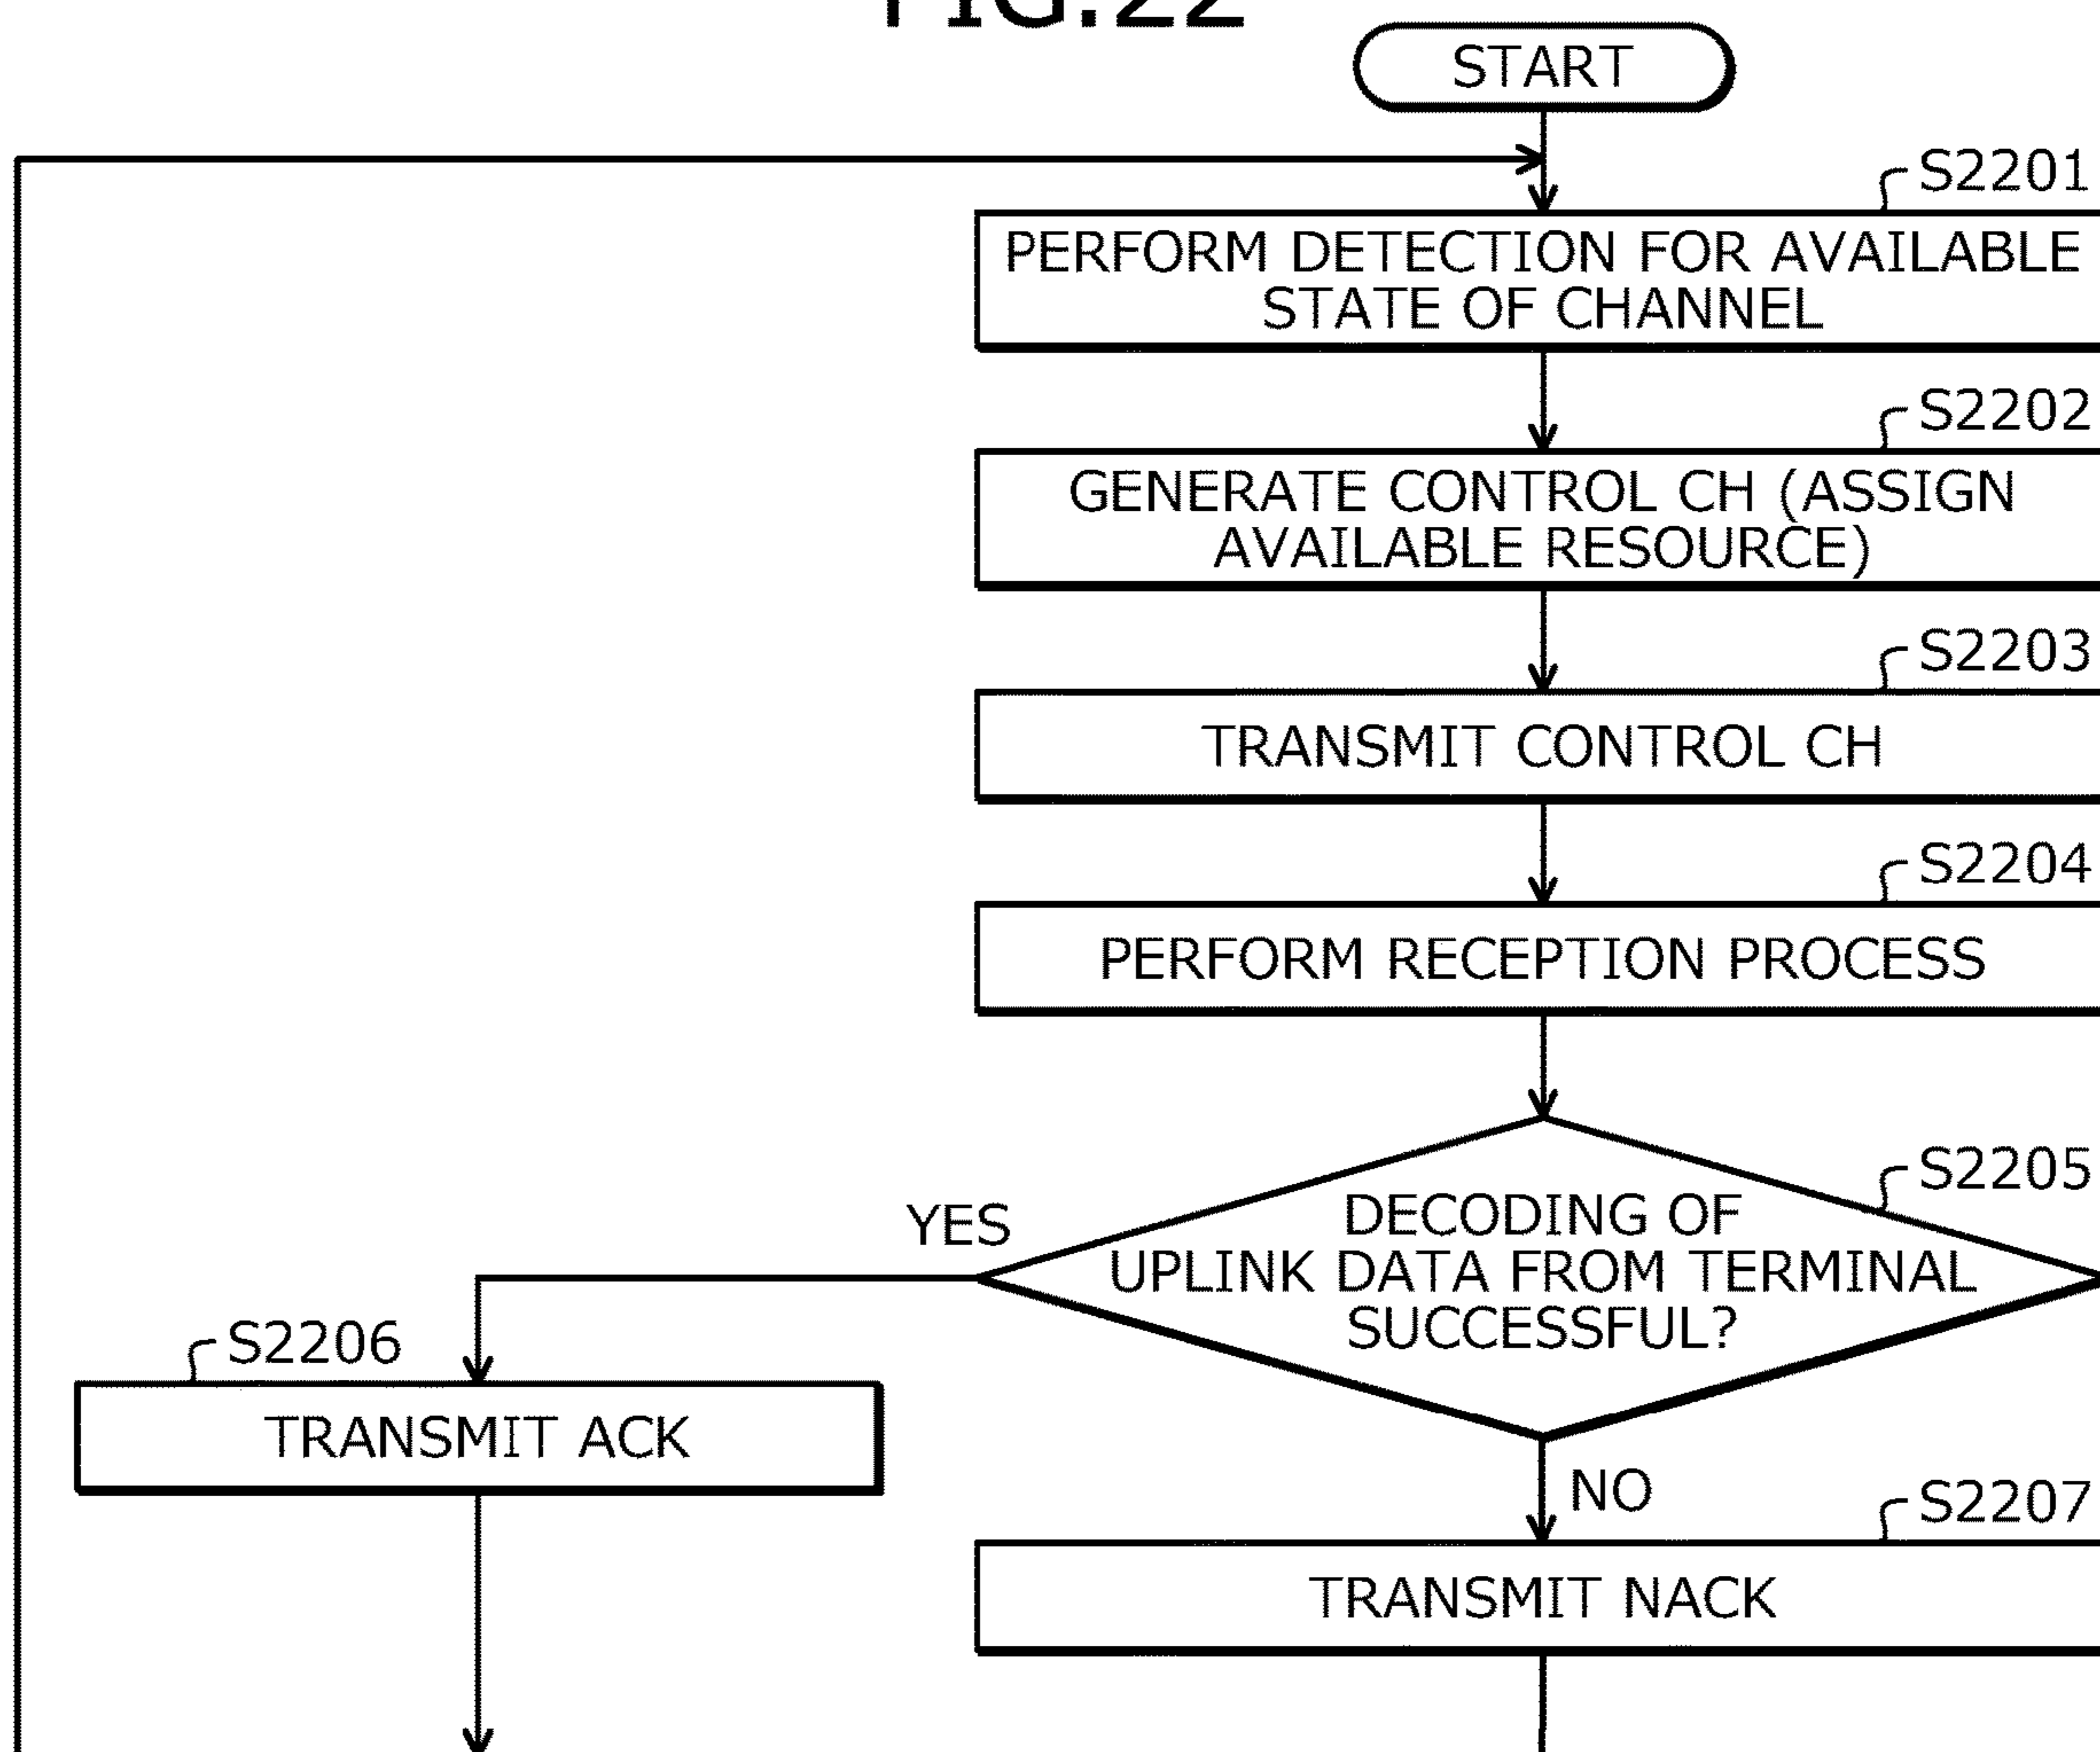 FIG.22
START
S2201
PERFORM DETECTION FOR AVAILABLE
STATE OF CHANNEL
S2202
GENERATE CONTROL CH (ASSIGN
AVAILABLE RESOURCE)
S2203
TRANSMIT CONTROL CH
S2204
PERFORM RECEPTION PROCESS
S2205
YES
DECODING OF
UPLINK DATA FROM TERMINAL
SUCCESSFUL?
S2206
TRANSMIT ACK
NO
S2207
TRANSMIT NACK